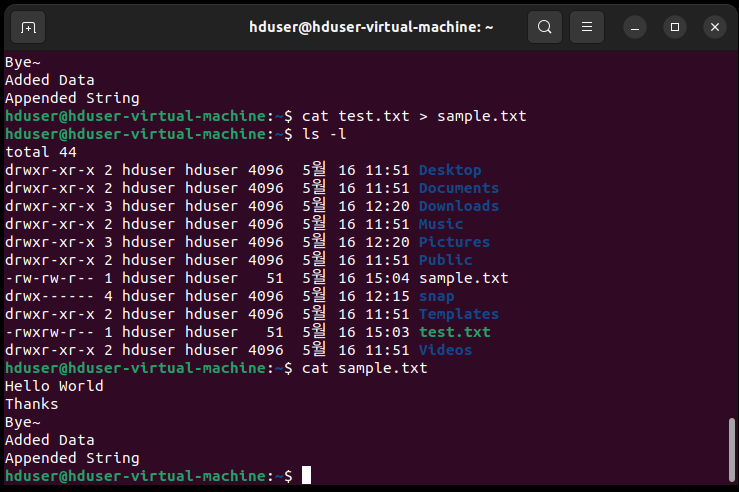 hduser@hduser-virtual-machine: ~
Bye~
Added Data
Appended String
hduser@hduser-virtual-machine:~$ cat test.txt > sample.txt
hduser@hduser-virtual-machine:~$ ls -l
total 44
drwxr-xr-x 2 hduser hduser 4096  5월 16 11:51 Desktop
drwxr-xr-x 2 hduser hduser 4096  5월 16 11:51 Documents
drwxr-xr-x 3 hduser hduser 4096  5월 16 12:20 Downloads
drwxr-xr-x 2 hduser hduser 4096  5월 16 11:51 Music
drwxr-xr-x 3 hduser hduser 4096  5월 16 12:20 Pictures
drwxr-xr-x 2 hduser hduser 4096  5월 16 11:51 Public
-rw-rw-r-- 1 hduser hduser   51  5월 16 15:04 sample.txt
drwx------ 4 hduser hduser 4096  5월 16 12:15 snap
drwxr-xr-x 2 hduser hduser 4096  5월 16 11:51 Templates
-rwxrw-r-- 1 hduser hduser   51  5월 16 15:03 test.txt
drwxr-xr-x 2 hduser hduser 4096  5월 16 11:51 Videos
hduser@hduser-virtual-machine:~$ cat sample.txt
Hello World
Thanks
Bye~
Added Data
Appended String
hduser@hduser-virtual-machine:~$